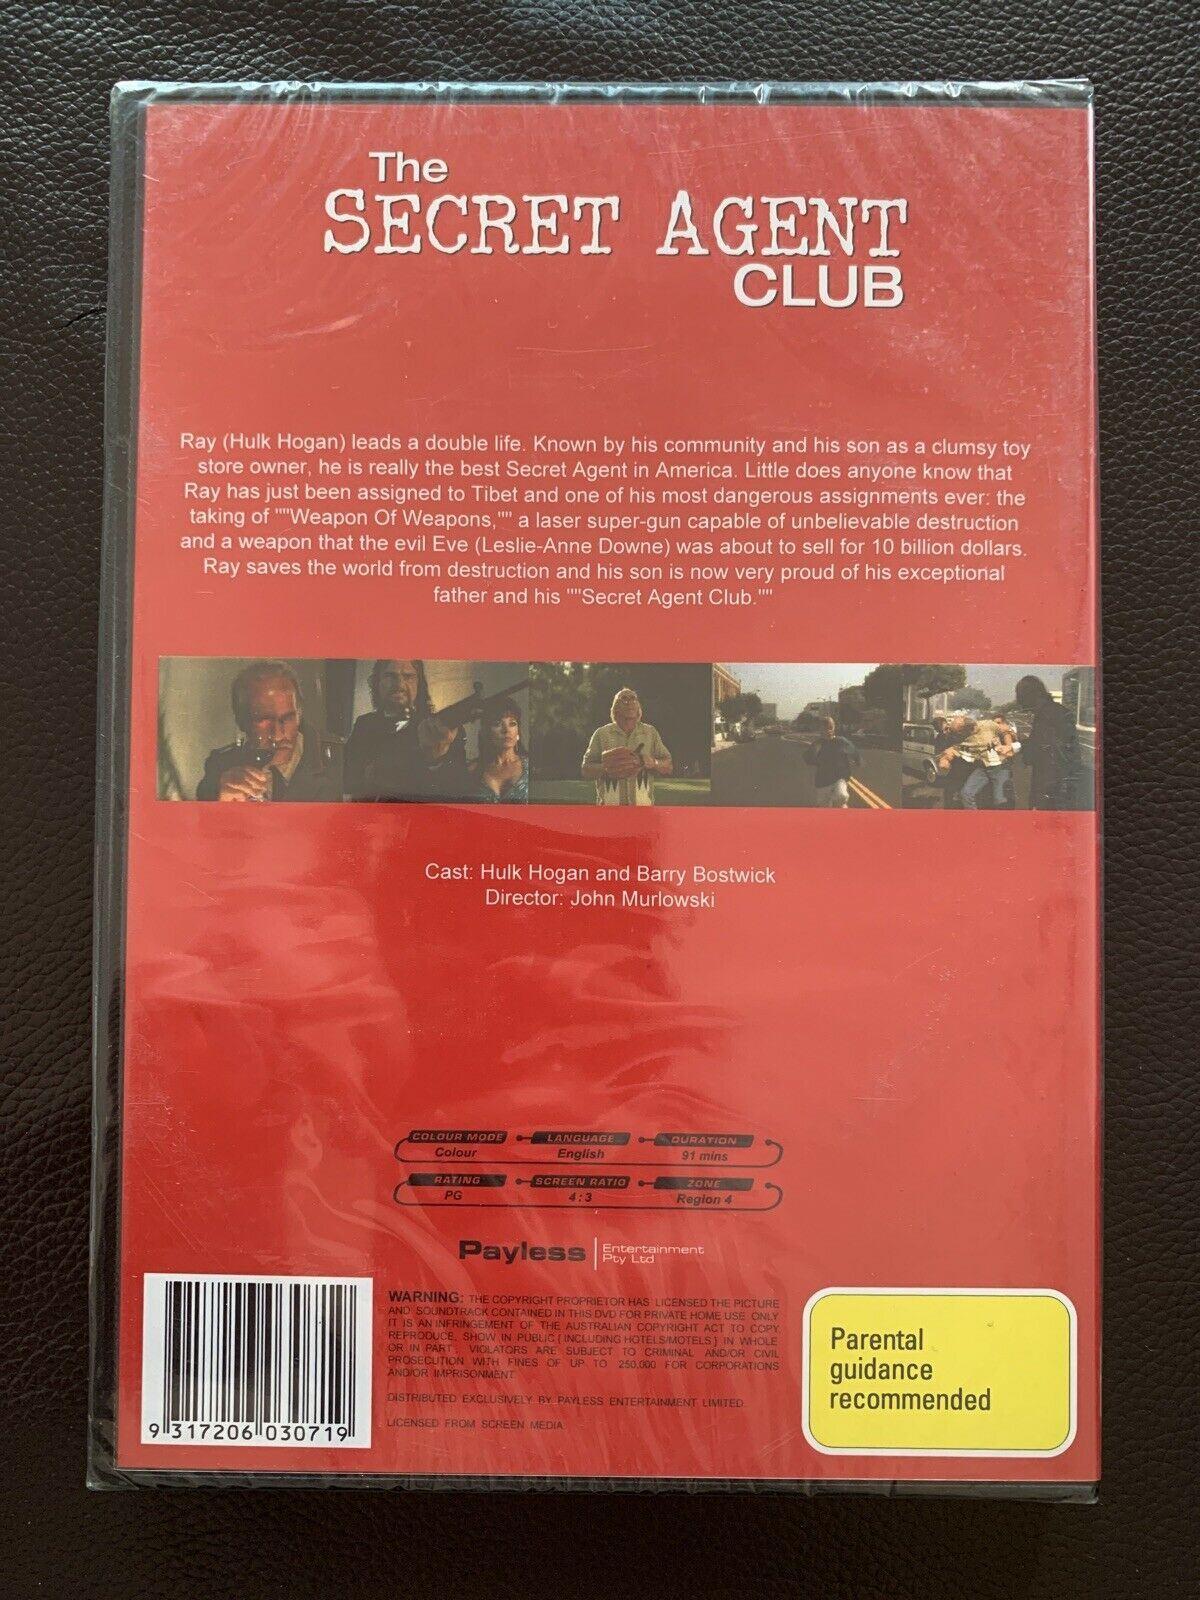 The
SECRET AGENT
CLUB
Ray (Hulk Hogan) leads a double life. Known by his community and his son as a clumsy toy
store owner, he is really the best Secret Agent in America. Little does anyone know that
Ray has just been assigned to Tibet and one of his most dangerous assignments ever: the
taking of ""Weapon Of Weapons,"" a laser super-gun capable of unbelievable destruction
and a weapon that the evil Eve (Leslie-Anne Downe) was about to sell for 10 billion dollars.
Ray saves the world from destruction and his son is now very proud of his exceptional
father and his ""Secret Agent Club.""
Cast: Hulk Hogan and Barry Bostwick
Director: John Murlowski
COLOUR MODE LANGUAGE DURATION
Colour English 91 mins
RATING SCREEN RATIO ZONE
PG 4:3 Region 4
Payless Entertainment
Pty Ltd
WARNING: THE COPYRIGHT PROPRIETOR HAS LICENSED THE PICTURE
AND SOUNDTRACK CONTAINED IN THIS DVD FOR PRIVATE HOME USE ONLY
IT IS AN INFRINGEMENT OF THE AUSTRALIAN COPYRIGHT ACT TO COPY,
REPRODUCE, SHOW IN PUBLIC [ INCLUDING HOTELS/MOTELS ] IN WHOLE
OR IN PART. VIOLATORS ARE SUBJECT TO CRIMINAL AND/OR CIVIL
PROSECUTION WITH FINES OF UP TO 250,000 FOR CORPORATIONS
AND/OR IMPRISONMENT
DISTRIBUTED EXCLUSIVELY BY PAYLESS ENTERTAINMENT LIMITED.
LICENSED FROM SCREEN MEDIA
9 317206 030719
Parental
guidance
recommended